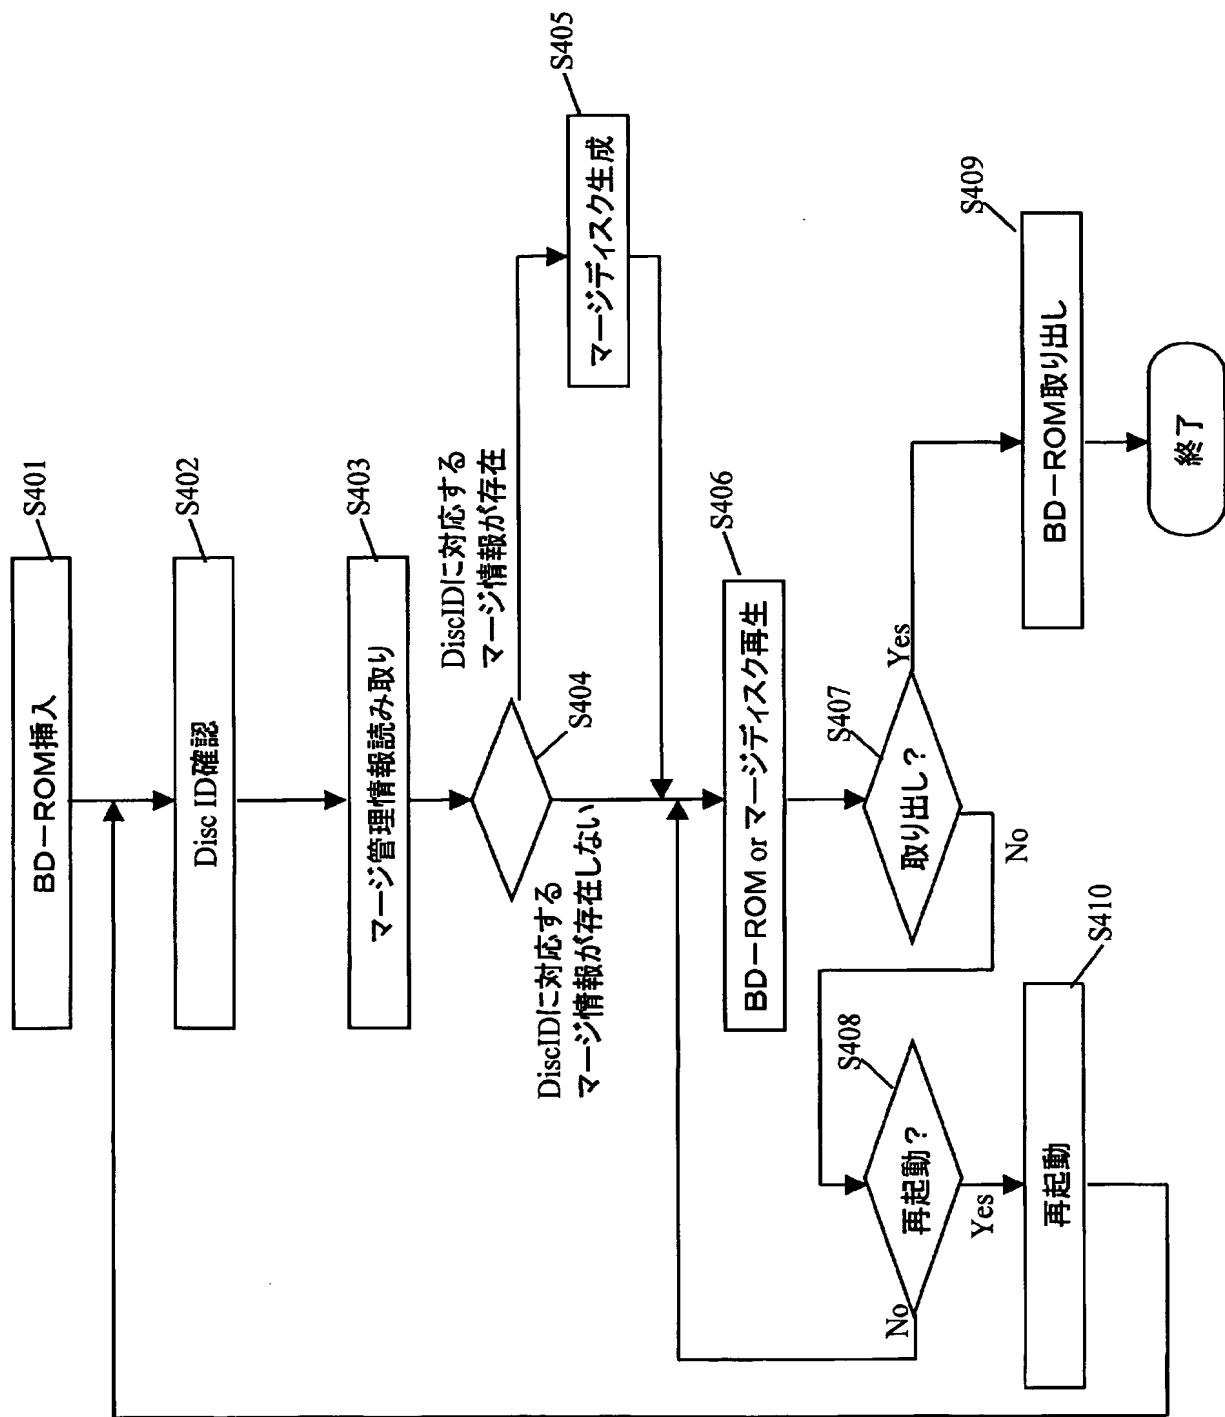 BD－ROM挿入
S401
Disc ID確認
S402
マージ管理情報読み取り
S403
DiscIDに対応する
マージ情報が存在
S404
DiscIDに対応する
マージ情報が存在しない
マージディスク生成
S405
BD－ROM or マージディスク再生
S406
取り出し？
S407
Yes
No
再起動？
S408
No
Yes
BD－ROM取り出し
S409
再起動
S410
終了